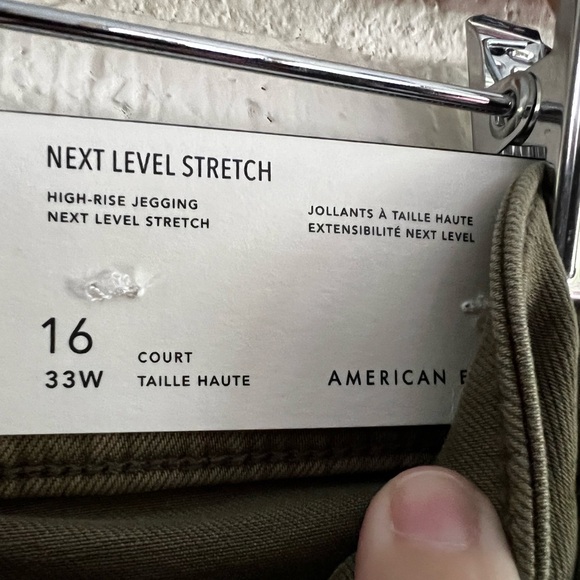 NEXT LEVEL STRETCH
HIGH-RISE JEGGING
NEXT LEVEL STRETCH
JOLLANTS À TAILLE HAUTE
EXTENSIBILITÉ NEXT LEVEL
16
33W
COURT
TAILLE HAUTE
AMERICAN